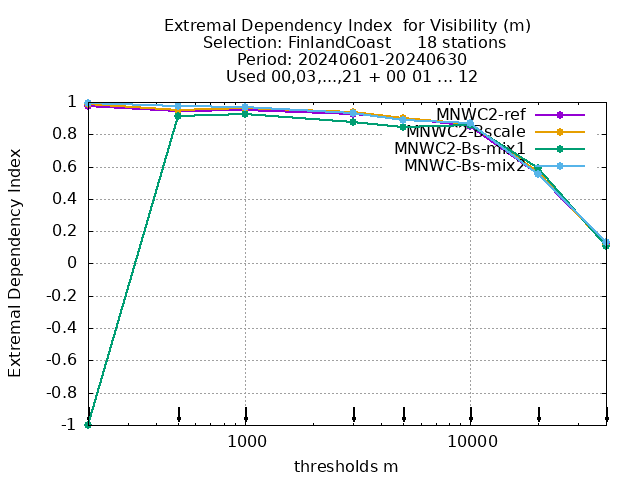 Extremal Dependency Index  for Visibility (m)
Selection: FinlandCoast     18 stations
Period: 20240601-20240630
Used 00,03,...,21 + 00 01 ... 12
MNWC2-ref
MNWC2-Bscale
MNWC2-Bs-mix1
MNWC-Bs-mix2
Extremal Dependency Index
1
0.8
0.6
0.4
0.2
0
-0.2
-0.4
-0.6
-0.8
-1
1000
10000
thresholds m